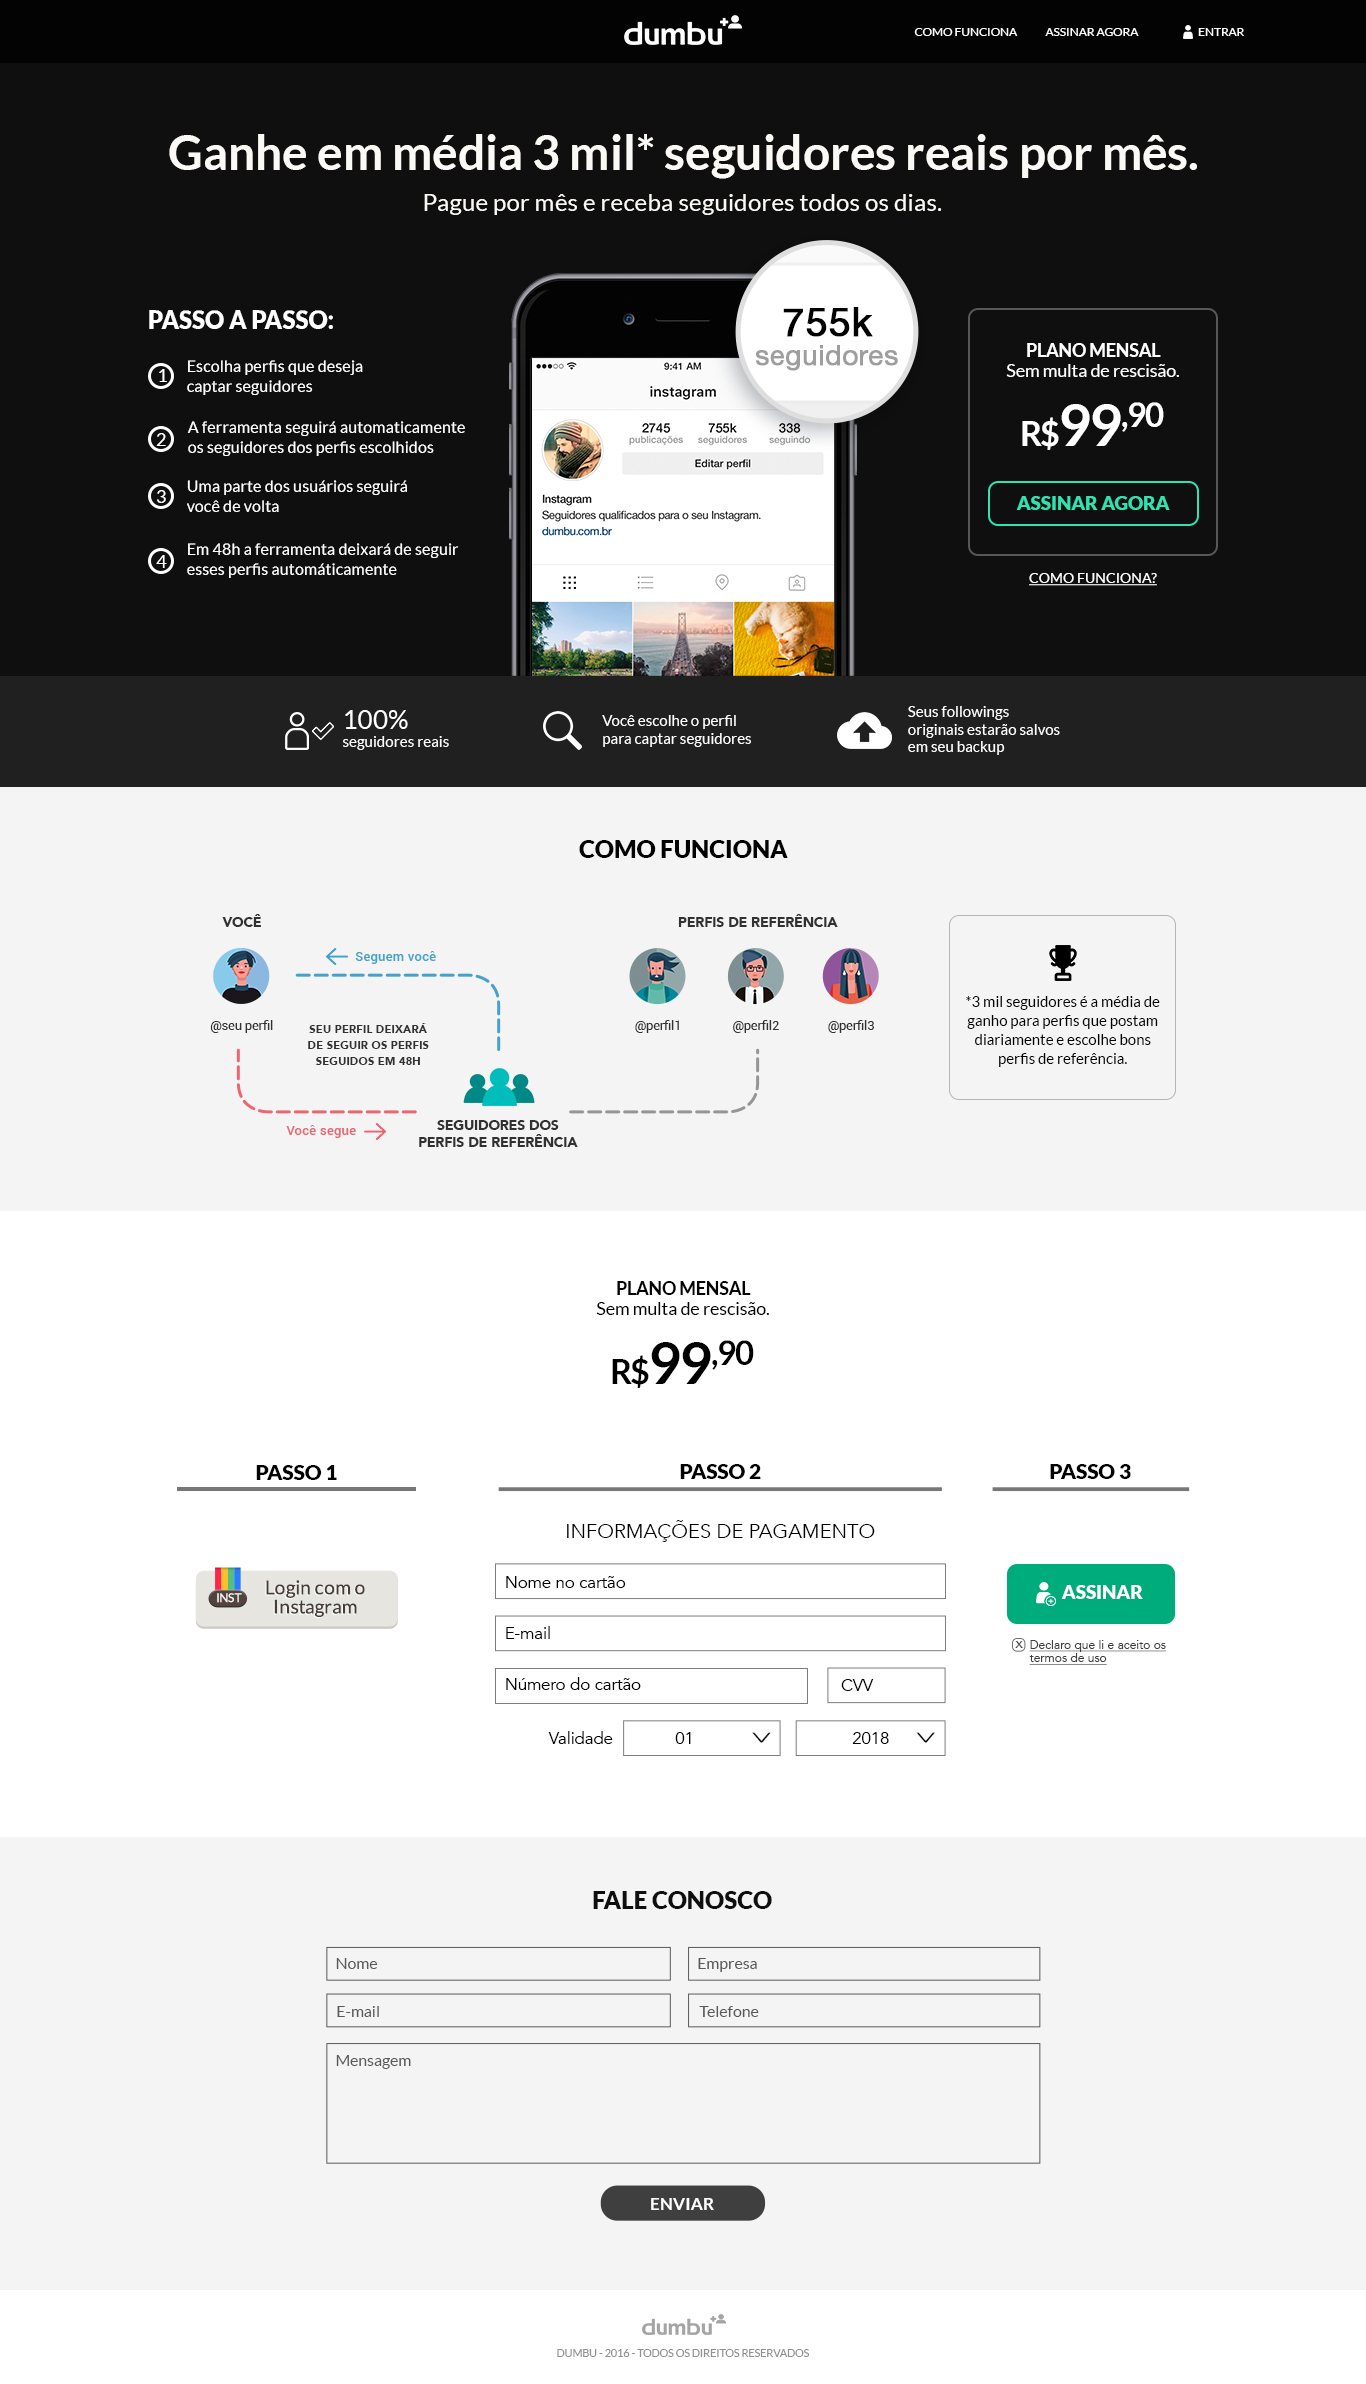 dumbu
COMO FUNCIONA
ASSINAR AGORA
ENTRAR
Ganhe em média 3 mil* seguidores reais por mês.
Pague por mês e receba seguidores todos os dias.
PASSO A PASSO:
1
Escolha perfis que deseja
captar seguidores
2
A ferramenta seguirá automaticamente
os seguidores dos perfis escolhidos
3
Uma parte dos usuários seguirá
você de volta
4
Em 48h a ferramenta deixará de seguir
esses perfis automáticamente
755k
seguidores
9:41 AM
instagram
2745
publicações
755k
seguidores
338
seguindo
Editar perfil
Instagram
Seguidores qualificados para o seu Instagram.
dumbu.com.br
PLANO MENSAL
Sem multa de rescisão.
R$99,90
ASSINAR AGORA
COMO FUNCIONA?
100%
seguidores reais
Você escolhe o perfil
para captar seguidores
Seus followings
originais estarão salvos
em seu backup
COMO FUNCIONA
VOCÊ
@seu perfil
Seguem você
SEU PERFIL DEIXARÁ
DE SEGUIR OS PERFIS
SEGUIDOS EM 48H
Você segue
SEGUIDORES DOS
PERFIS DE REFERÊNCIA
PERFIS DE REFERÊNCIA
@perfil1
@perfil2
@perfil3
*3 mil seguidores é a média de
ganho para perfis que postam
diariamente e escolhe bons
perfis de referência.
PLANO MENSAL
Sem multa de rescisão.
R$99,90
PASSO 1
INST
Login com o
Instagram
PASSO 2
INFORMAÇÕES DE PAGAMENTO
Nome no cartão
E-mail
Número do cartão
CVV
Validade
01
2018
PASSO 3
ASSINAR
X Declaro que li e aceito os
termos de uso
FALE CONOSCO
Nome
Empresa
E-mail
Telefone
Mensagem
ENVIAR
dumbu
DUMBU - 2016 - TODOS OS DIREITOS RESERVADOS